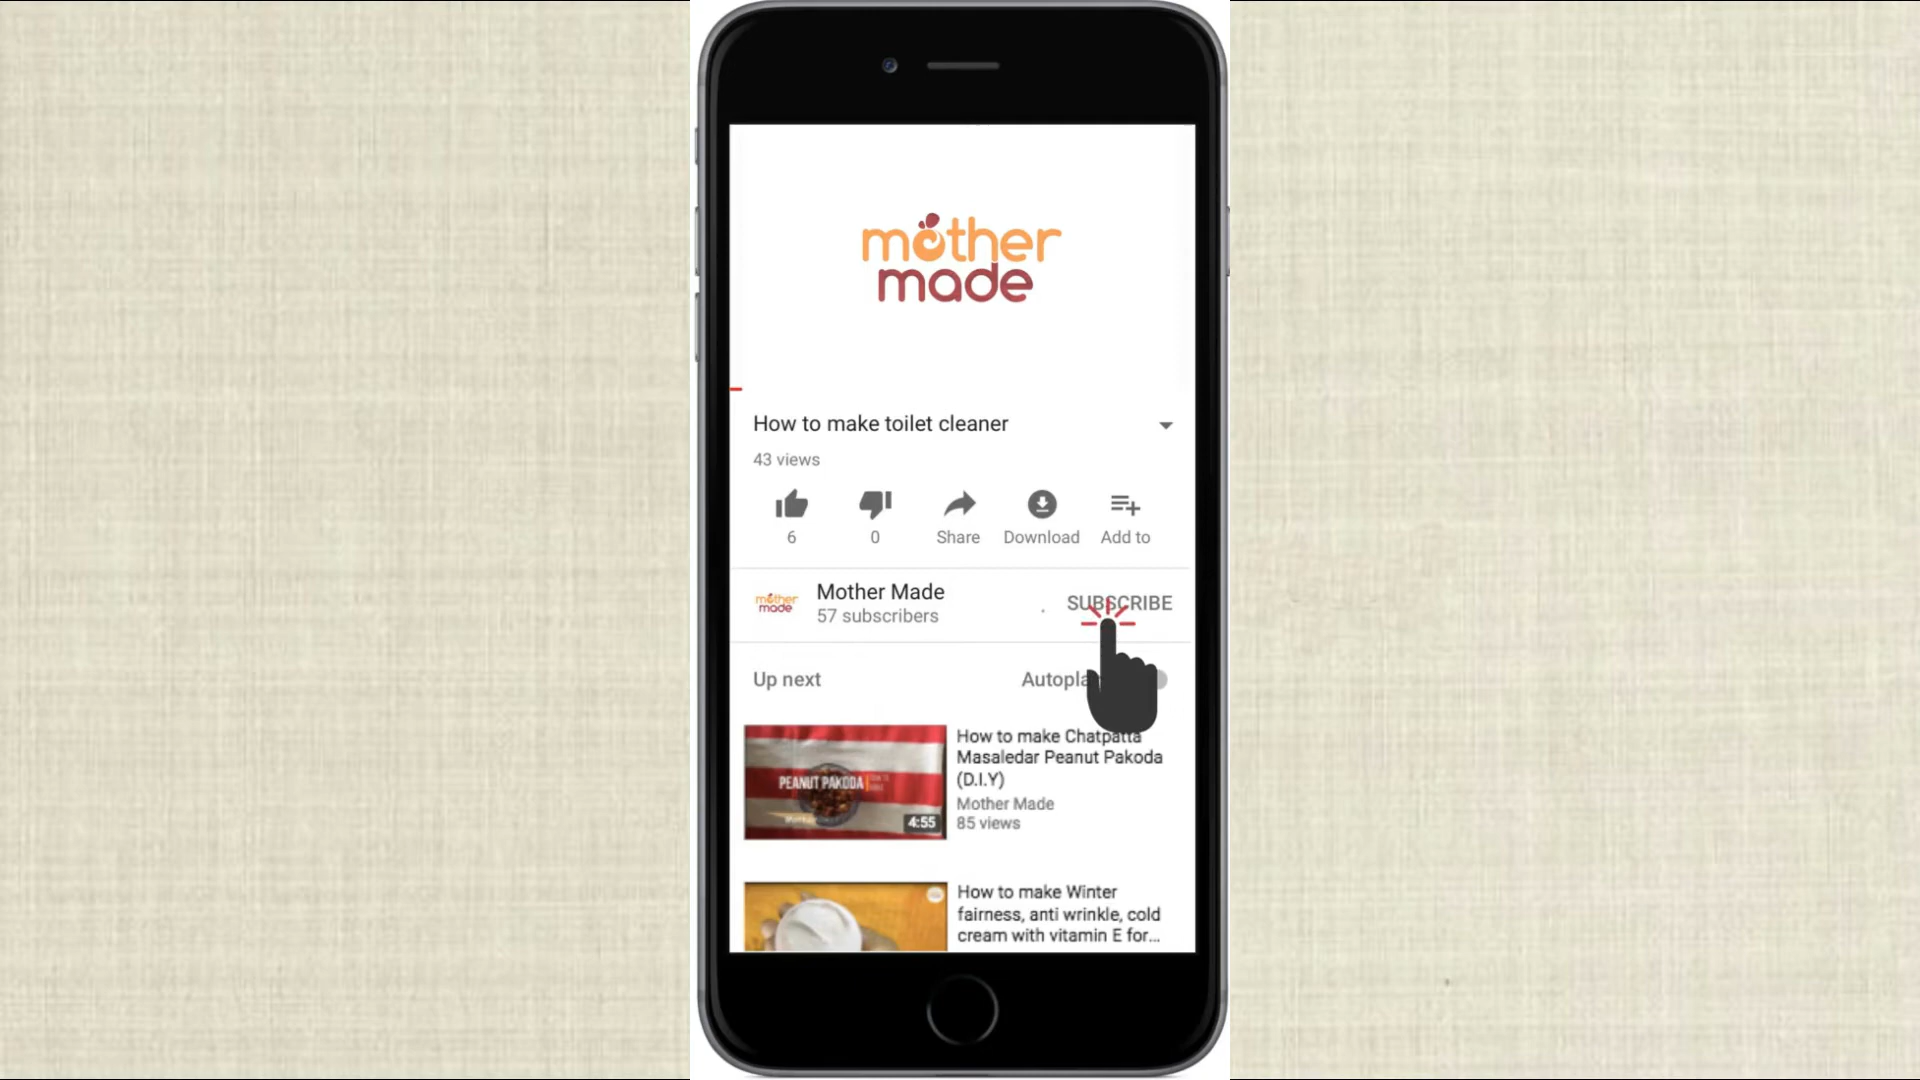 mother
made
How to make toilet cleaner
43 views
6
0
Share
Download
Add to
mother
made
Mother Made
57 subscribers
SUBSCRIBE
Up next
PEANUT PAKODA
4:55
How to make Chatpatta
Masaledar Peanut Pakoda
(D.I.Y)
Mother Made
85 views
How to make Winter
fairness, anti wrinkle, cold
cream with vitamin E for...